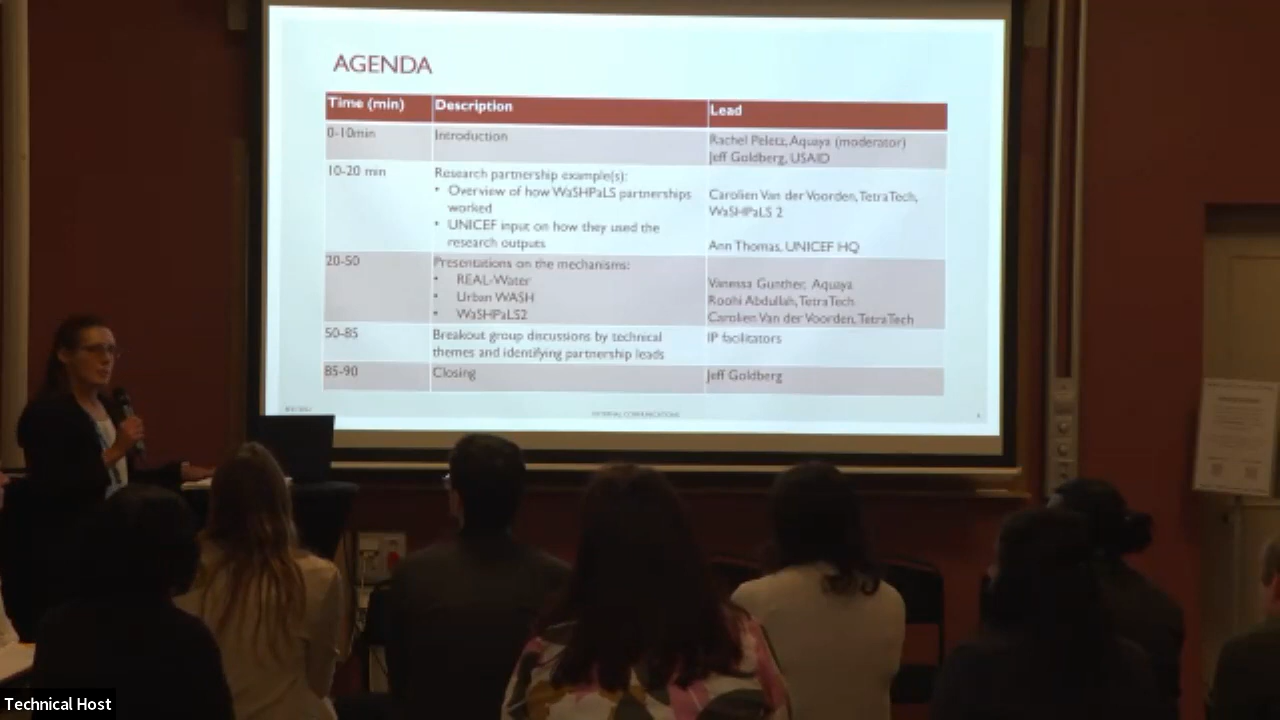 AGENDA
Time (min) Description Lead
0-10min Introduction Rachel Peletz, Aquaya (moderator)
Jeff Goldberg, USAID
10-20 min Research partnership example(s):
• Overview of how WaSHPaLS partnerships Carolien Van der Voorden, TetraTech,
worked WaSHPaLS 2
• UNICEF input on how they used the
research outputs Ann Thomas, UNICEF HQ
20-50 Presentations on the mechanisms:
• REAL-Water Vanessa Gunther, Aquaya
• Urban WASH Roohi Abdullah, TetraTech
• WaSHPaLS2 Carolien Van der Voorden, TetraTech
50-85 Breakout group discussions by technical IP facilitators
themes and identifying partnership leads
85-90 Closing Jeff Goldberg
COMMUNICATIONS
Technical Host